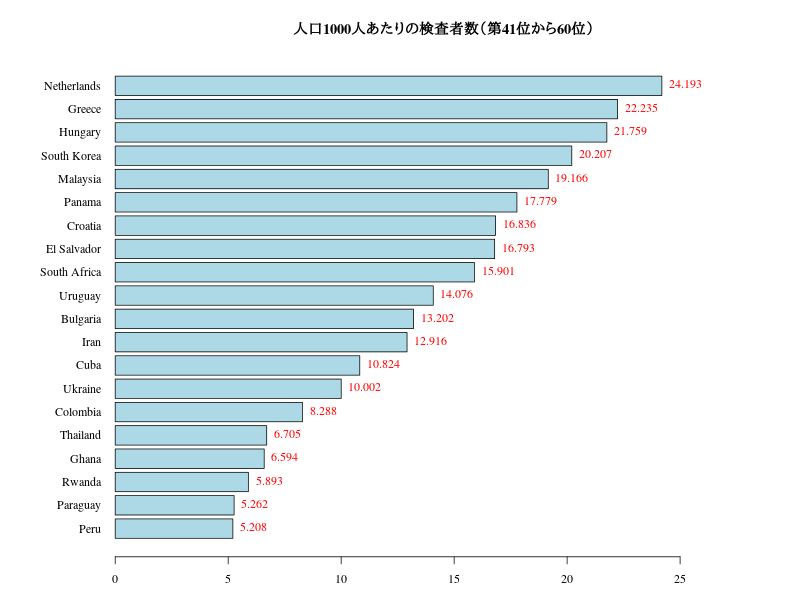 人口1000人あたりの検査者数（第41位から60位）
Netherlands 24.193
Greece 22.235
Hungary 21.759
South Korea 20.207
Malaysia 19.166
Panama 17.779
Croatia 16.836
El Salvador 16.793
South Africa 15.901
Uruguay 14.076
Bulgaria 13.202
Iran 12.916
Cuba 10.824
Ukraine 10.002
Colombia 8.288
Thailand 6.705
Ghana 6.594
Rwanda 5.893
Paraguay 5.262
Peru 5.208
0 5 10 15 20 25